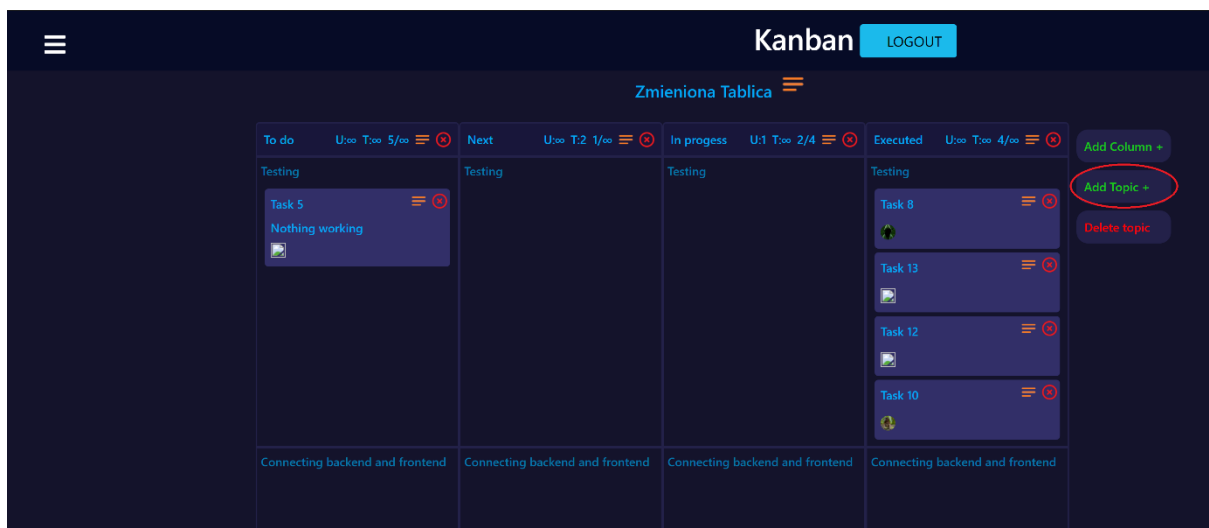 Kanban LOGOUT
Zmieniona Tablica
To do U:∞ T:∞ 5/∞ Next U:∞ T:2 1/∞ In progess U:1 T:∞ 2/4 Executed U:∞ T:∞ 4/∞
Add Column +
Testing Testing Testing Testing
Add Topic +
Task 5 Task 8
Nothing working
Delete topic
Task 13
Task 12
Task 10
Connecting backend and frontend Connecting backend and frontend Connecting backend and frontend Connecting backend and frontend